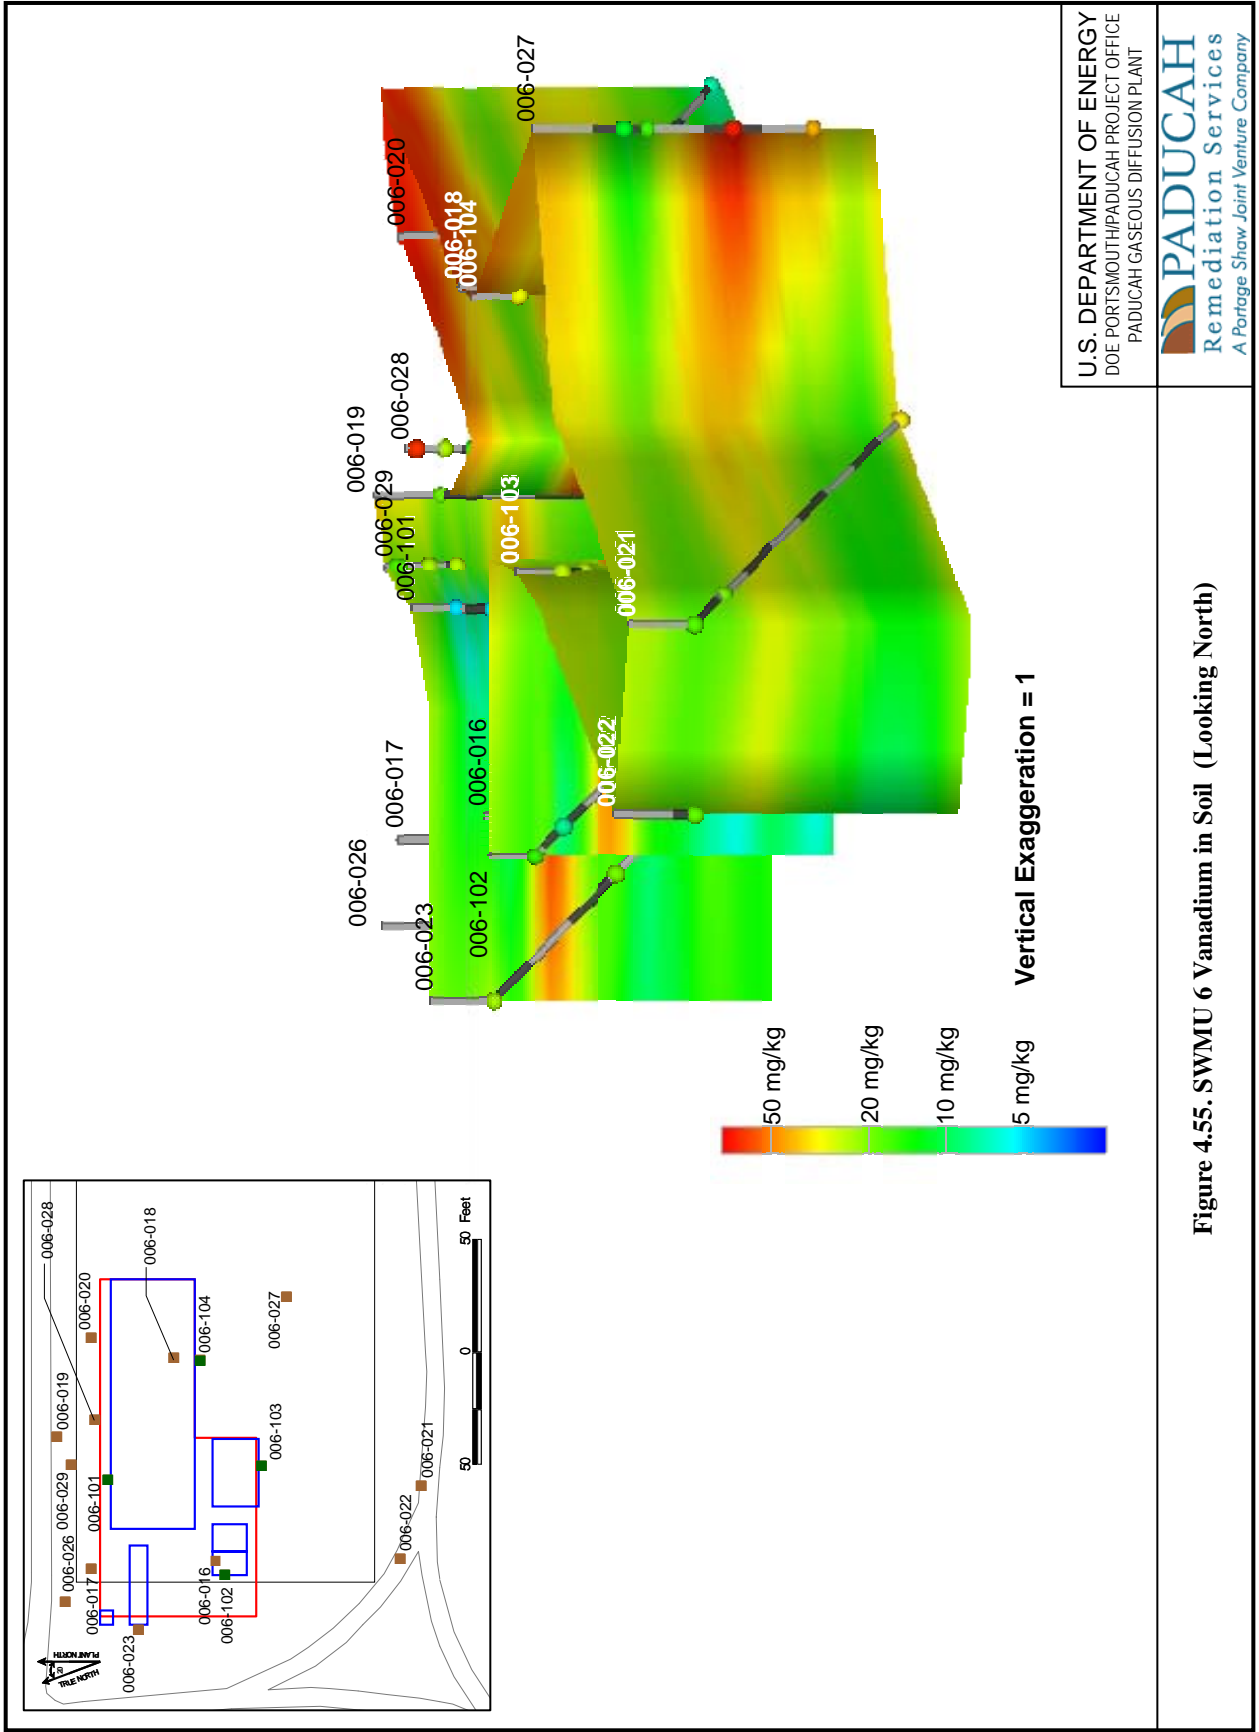 006-028
006-018
006-020
006-019
006-029
006-026
006-101
006-017
006-104
006-027
006-023
006-016
006-102
006-103
006-022
006-021
PLANT NORTH
TRUE NORTH
50
0
50 Feet
006-026
006-017
006-023
006-019
006-029
006-101
006-028
006-020
006-018
006-104
006-027
006-102
006-016
006-103
006-022
006-021
50 mg/kg
20 mg/kg
10 mg/kg
5 mg/kg
Vertical Exaggeration = 1
U.S. DEPARTMENT OF ENERGY
DOE PORTSMOUTH/PADUCAH PROJECT OFFICE
PADUCAH GASEOUS DIFFUSION PLANT
PADUCAH
Remediation Services
A Portage Shaw Joint Venture Company
Figure 4.55. SWMU 6 Vanadium in Soil (Looking North)